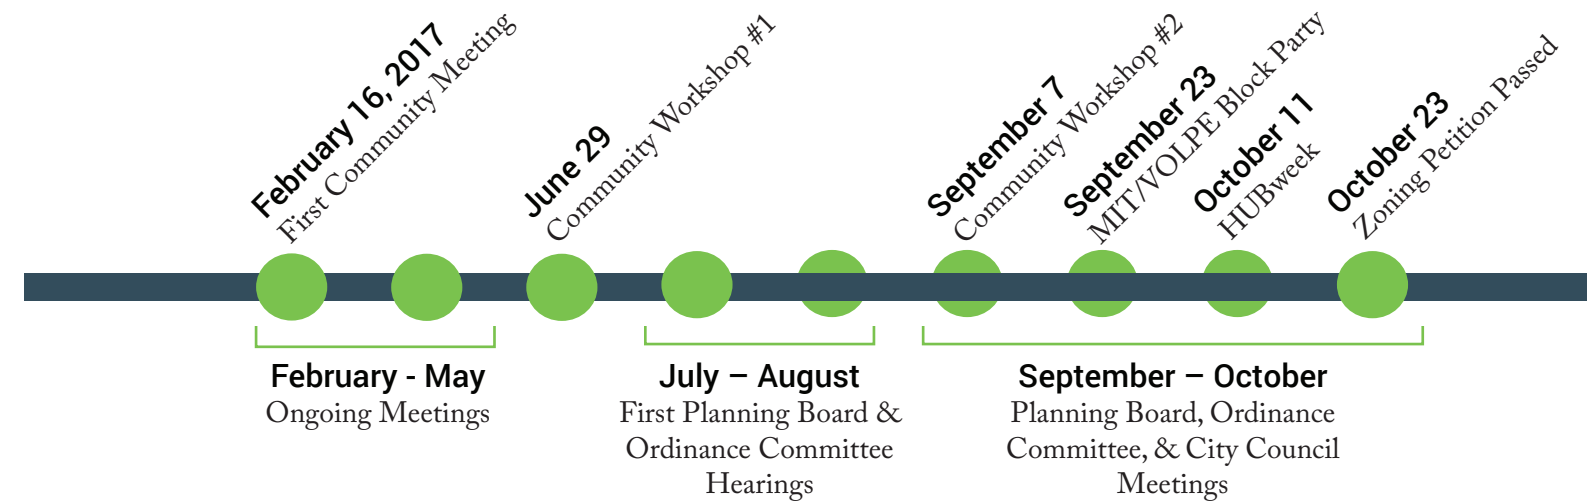 February 16, 2017
First Community Meeting
June 29
Community Workshop #1
September 7
Community Workshop #2
September 23
MIT/VOLPE Block Party
October 11
HUBweek
October 23
Zoning Petition Passed
February - May
Ongoing Meetings
July – August
First Planning Board &
Ordinance Committee
Hearings
September – October
Planning Board, Ordinance
Committee, & City Council
Meetings